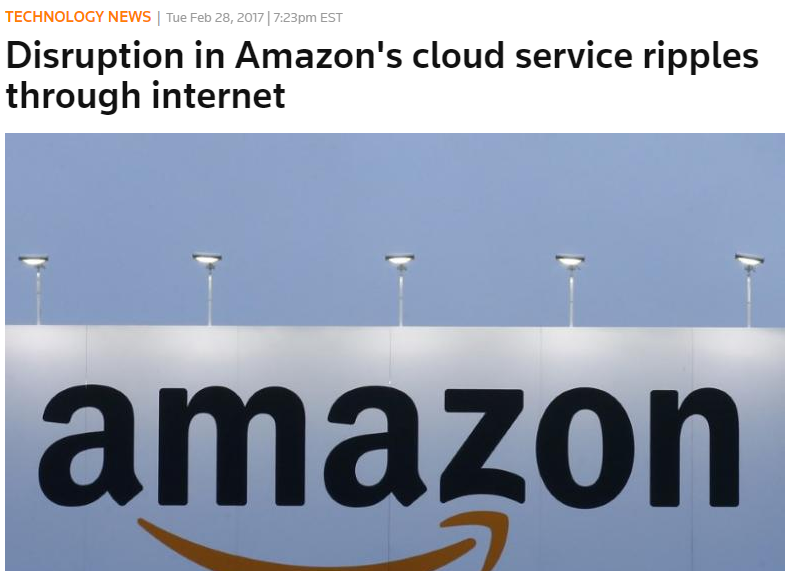 TECHNOLOGY NEWS | Tue Feb 28, 2017 | 7:23pm EST
Disruption in Amazon's cloud service ripples
through internet
amazon